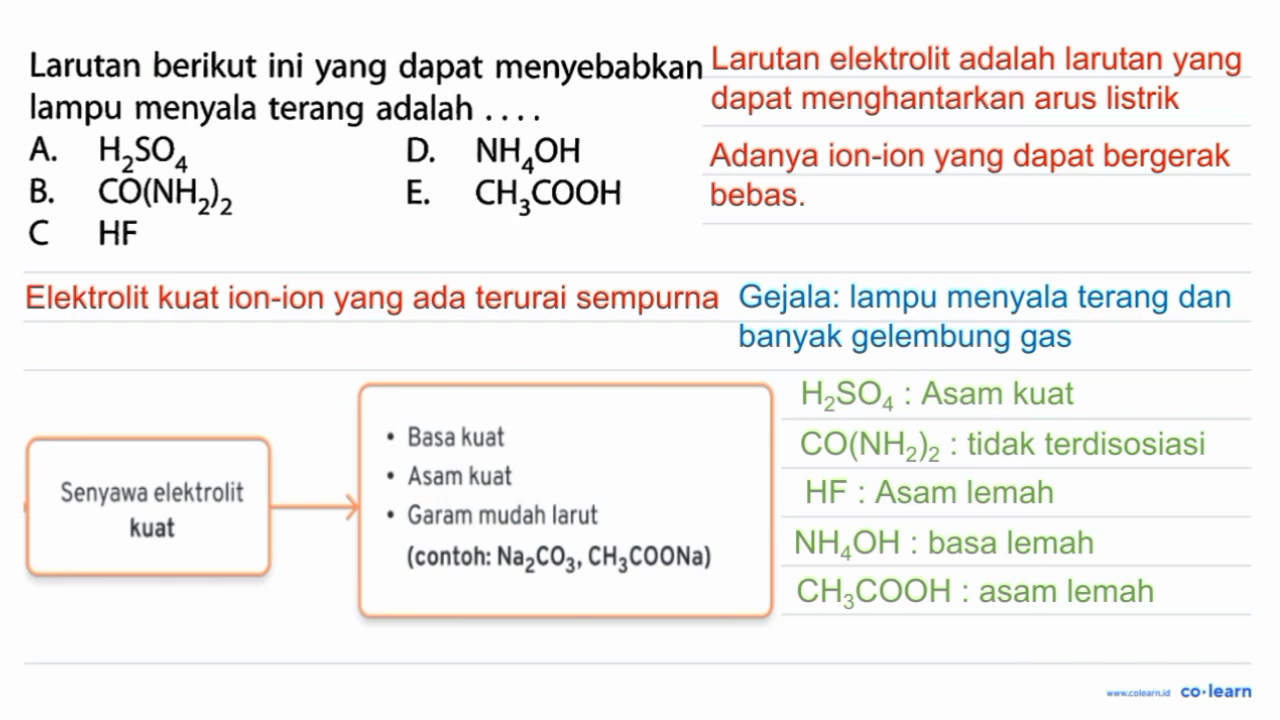 Larutan berikut ini yang dapat menyebabkan
lampu menyala terang adalah ....
A. H₂SO₄
B. CO(NH₂)₂
C HF
D. NH₄OH
E. CH₃COOH
Larutan elektrolit adalah larutan yang
dapat menghantarkan arus listrik
Adanya ion-ion yang dapat bergerak
bebas.
Elektrolit kuat ion-ion yang ada terurai sempurna
Gejala: lampu menyala terang dan
banyak gelembung gas
Senyawa elektrolit
kuat
• Basa kuat
• Asam kuat
• Garam mudah larut
(contoh: Na₂CO₃, CH₃COONa)
H₂SO₄ : Asam kuat
CO(NH₂)₂ : tidak terdisosiasi
HF : Asam lemah
NH₄OH : basa lemah
CH₃COOH : asam lemah
www.colearn.id co·learn